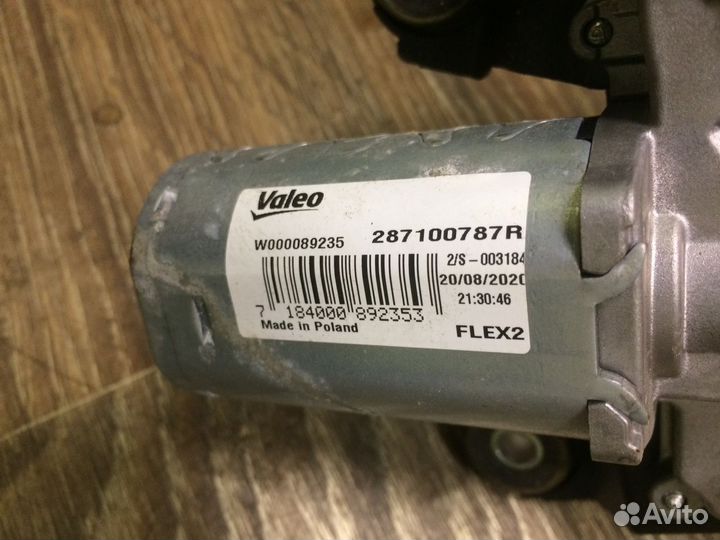 Valeo
W000089235 287100787R
2/S-003184
20/08/2020
21:30:46
7 184000 892353
Made in Poland
FLEX2
Avito